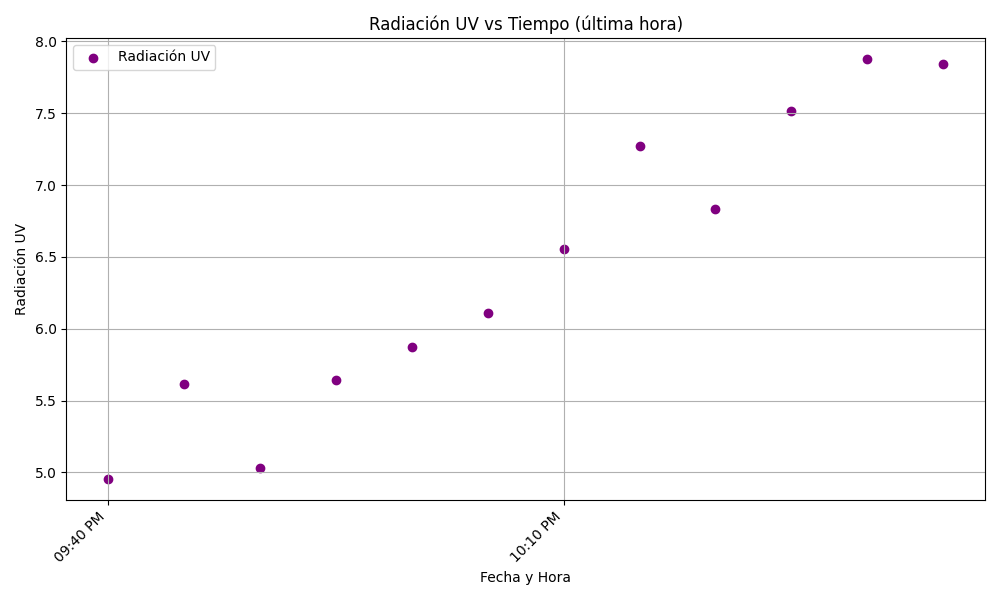 Radiación UV vs Tiempo (última hora)
Radiación UV
8.0
7.5
7.0
6.5
6.0
5.5
5.0
Radiación UV
09:40 PM
10:10 PM
Fecha y Hora